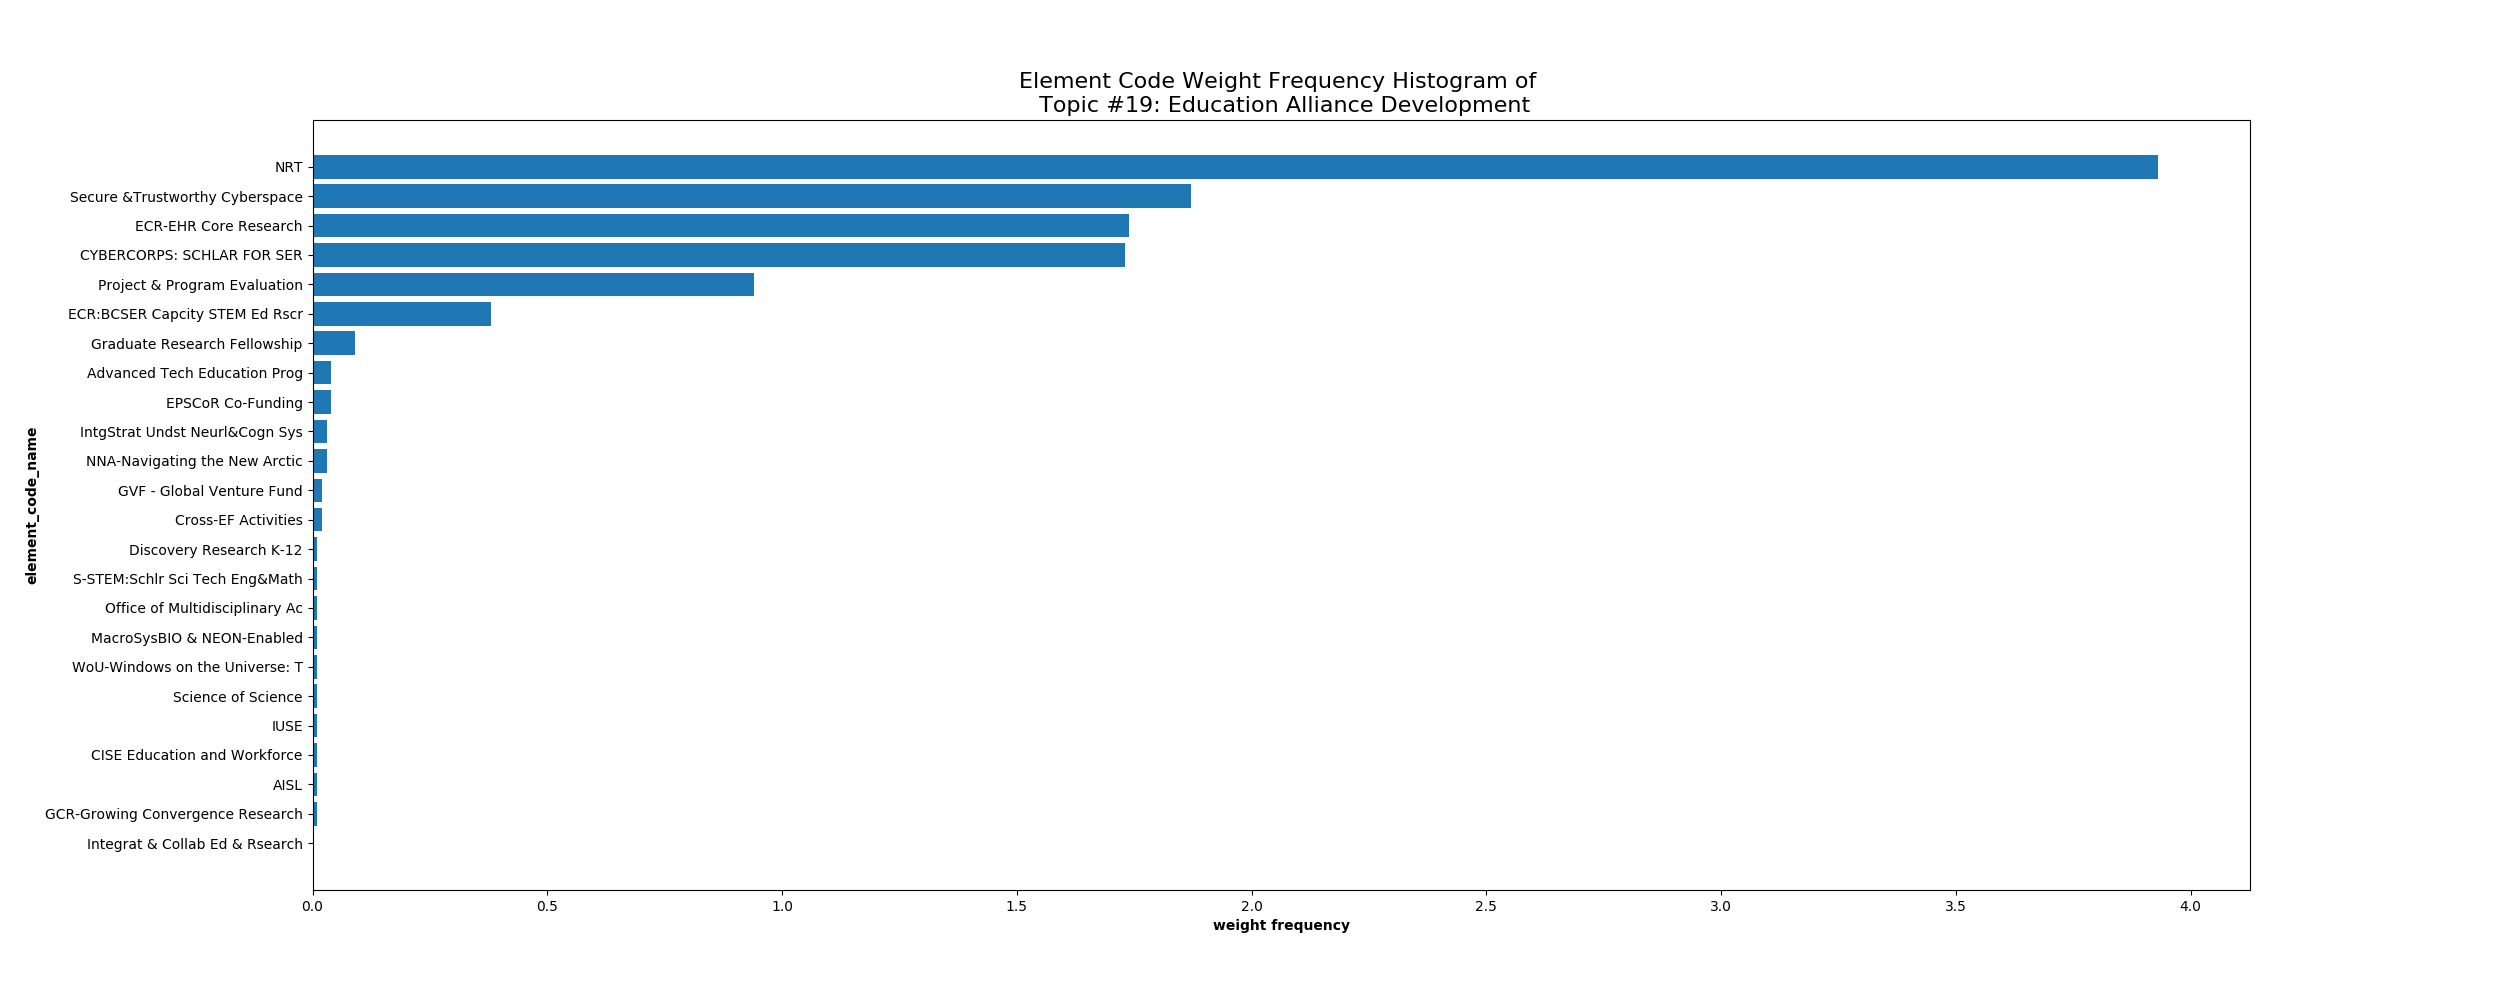 Element Code Weight Frequency Histogram of
Topic #19: Education Alliance Development
NRT
Secure &Trustworthy Cyberspace
ECR-EHR Core Research
CYBERCORPS: SCHLAR FOR SER
Project & Program Evaluation
ECR:BCSER Capcity STEM Ed Rscr
Graduate Research Fellowship
Advanced Tech Education Prog
EPSCoR Co-Funding
IntgStrat Undst Neurl&Cogn Sys
NNA-Navigating the New Arctic
GVF - Global Venture Fund
Cross-EF Activities
Discovery Research K-12
S-STEM:Schlr Sci Tech Eng&Math
Office of Multidisciplinary Ac
MacroSysBIO & NEON-Enabled
WoU-Windows on the Universe: T
Science of Science
IUSE
CISE Education and Workforce
AISL
GCR-Growing Convergence Research
Integrat & Collab Ed & Rsearch
element_code_name
0.0 0.5 1.0 1.5 2.0 2.5 3.0 3.5 4.0
weight frequency